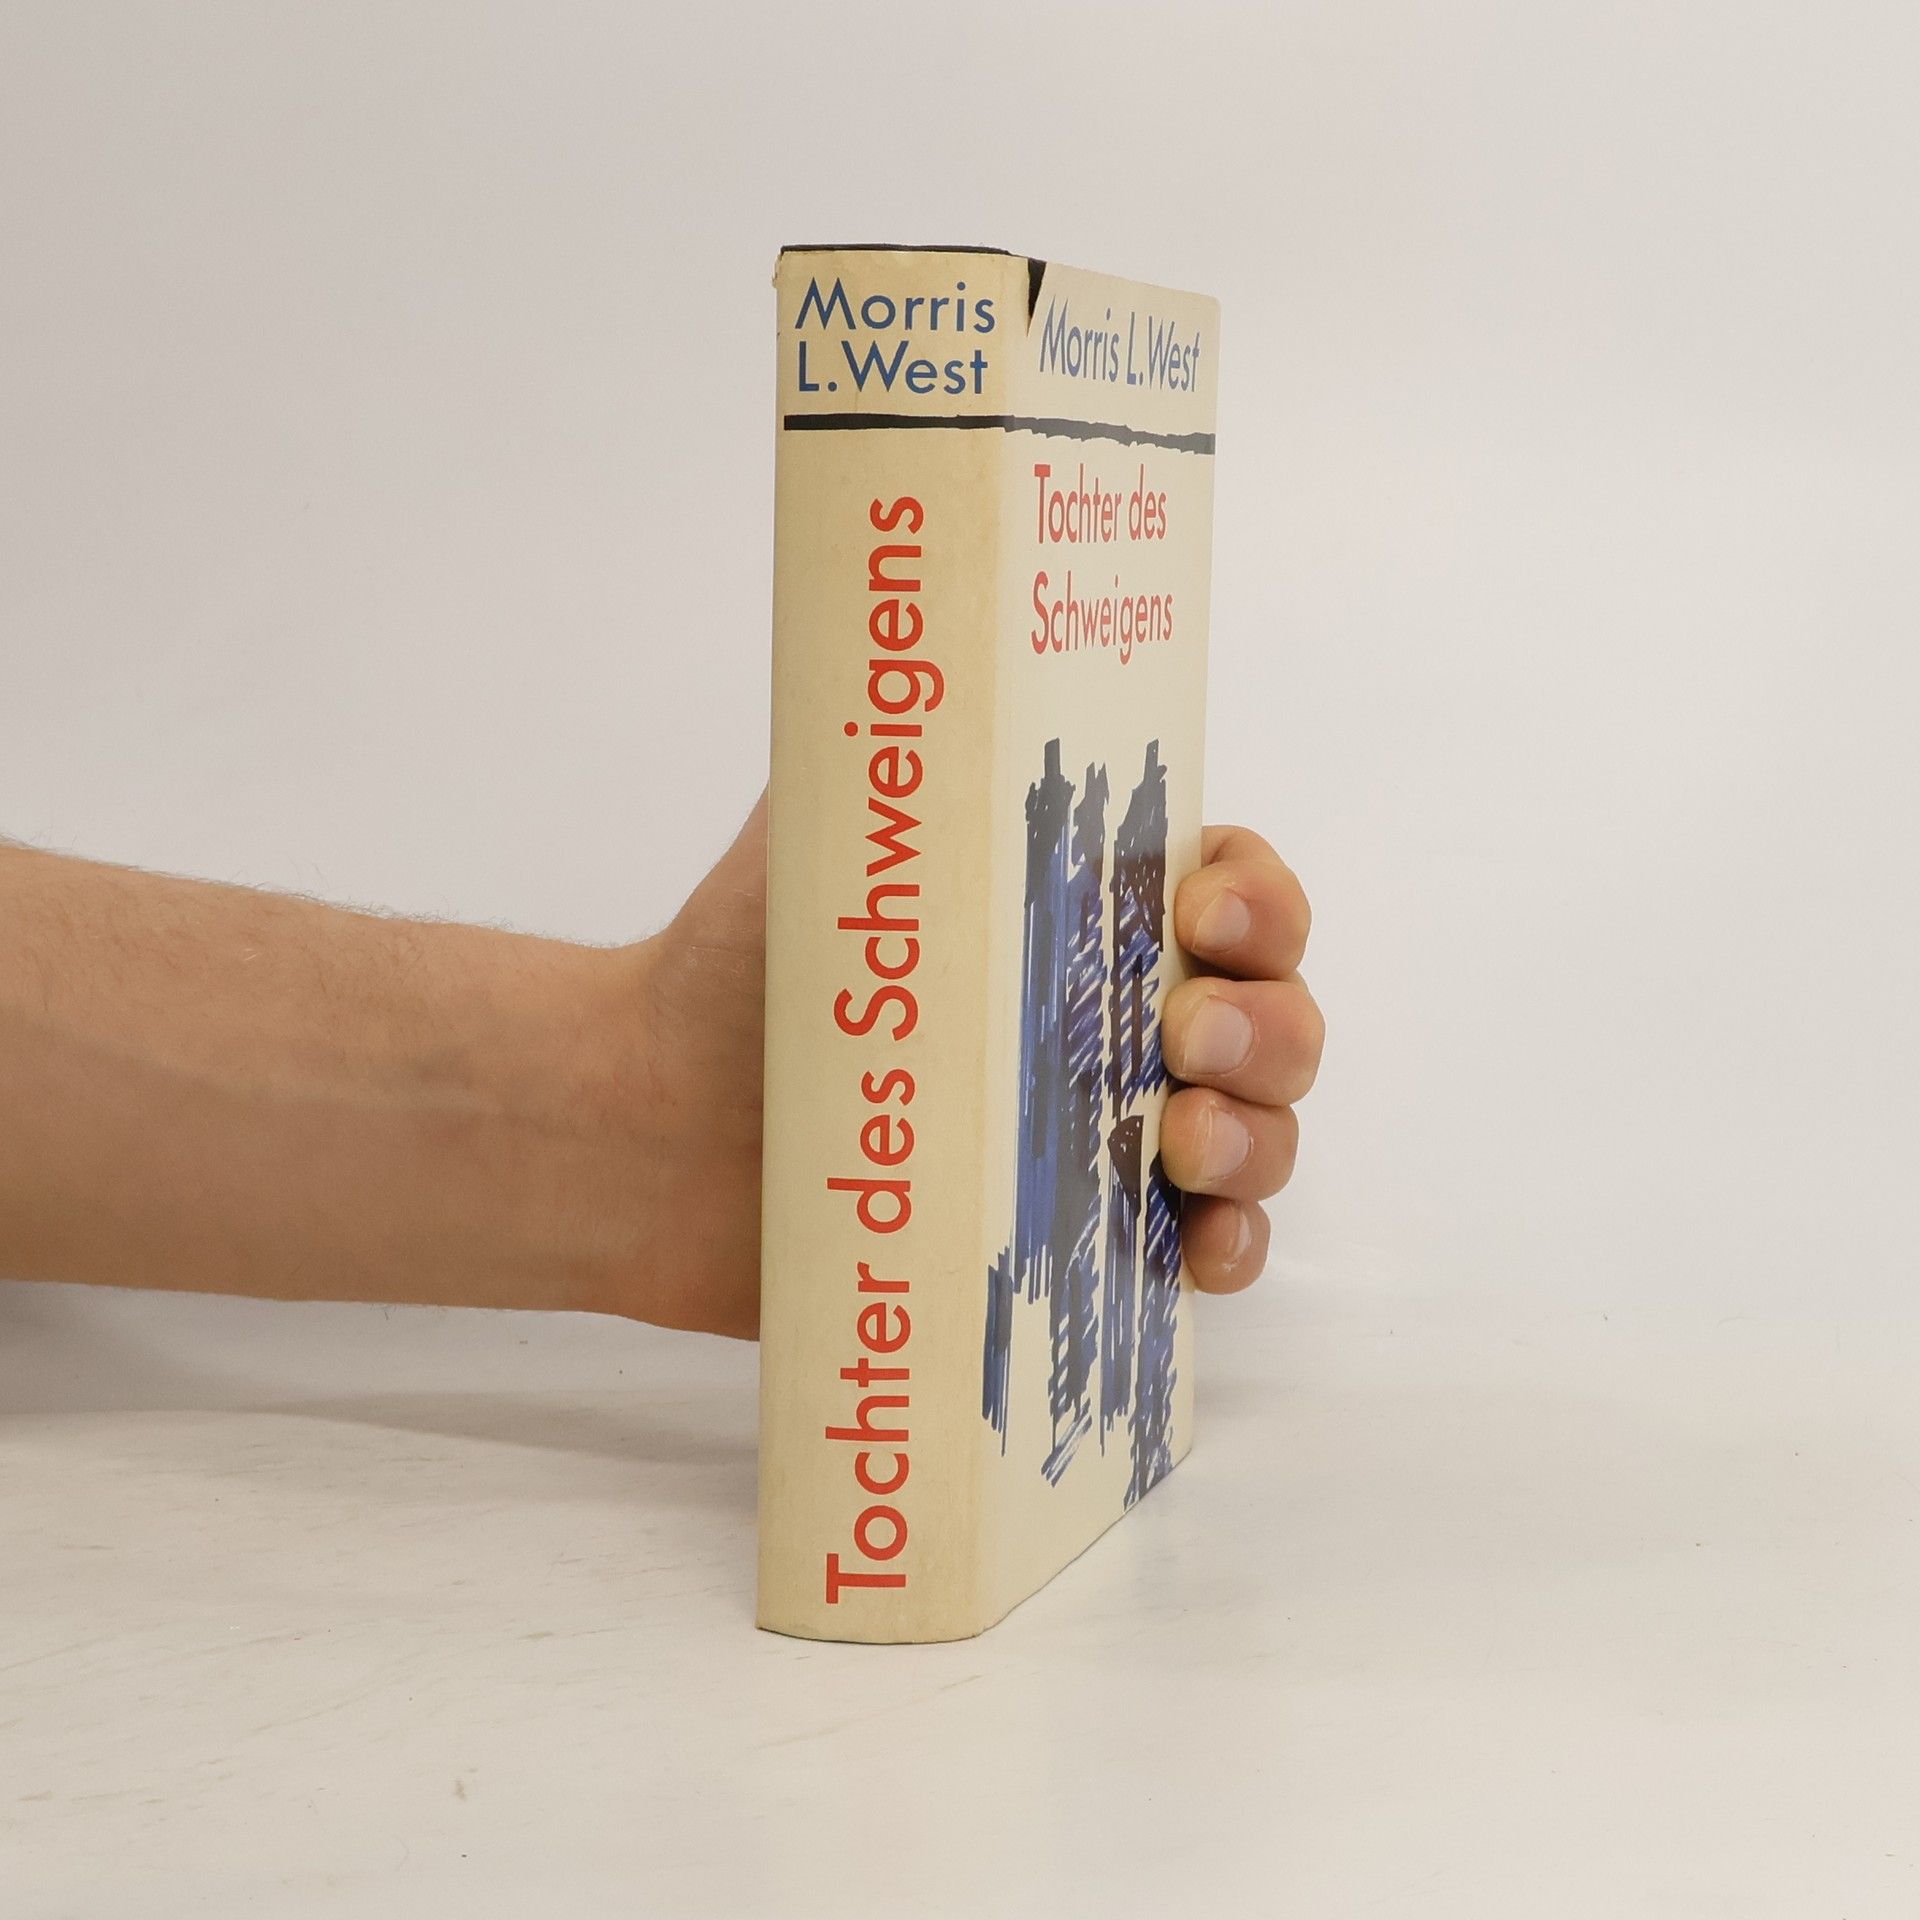 Morris
L.West
Tochter des Schweigens
Morris L.West
Tochter des
Schweigens